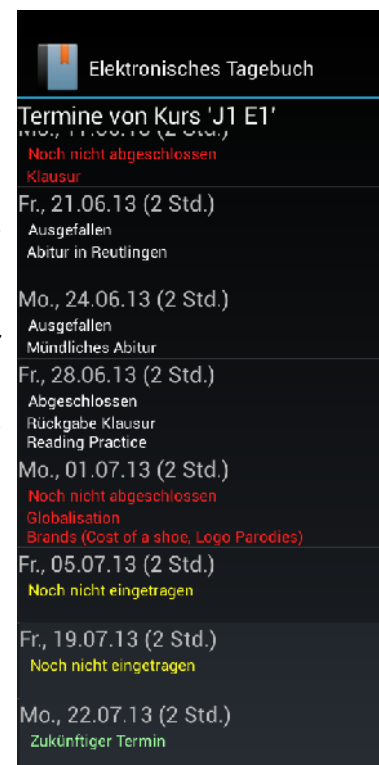 Elektronisches Tagebuch
Termine von Kurs 'J1 E1'
(2 Std.)
Noch nicht abgeschlossen
Klausur
Fr., 21.06.13 (2 Std.)
Ausgefallen
Abitur in Reutlingen
Mo., 24.06.13 (2 Std.)
Ausgefallen
Mündliches Abitur
Fr., 28.06.13 (2 Std.)
Abgeschlossen
Rückgabe Klausur
Reading Practice
Mo., 01.07.13 (2 Std.)
Noch nicht abgeschlossen
Globalisation
Brands (Cost of a shoe, Logo Parodies)
Fr., 05.07.13 (2 Std.)
Noch nicht eingetragen
Fr., 19.07.13 (2 Std.)
Noch nicht eingetragen
Mo., 22.07.13 (2 Std.)
Zukünftiger Termin